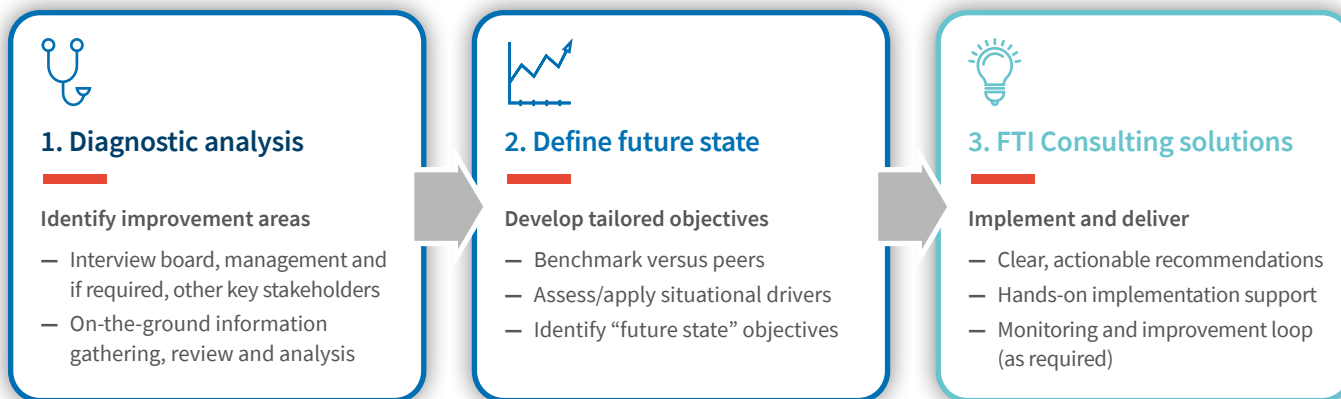 1. Diagnostic analysis
Identify improvement areas
— Interview board, management and
if required, other key stakeholders
— On-the-ground information
gathering, review and analysis
2. Define future state
Develop tailored objectives
— Benchmark versus peers
— Assess/apply situational drivers
— Identify “future state” objectives
3. FTI Consulting solutions
Implement and deliver
— Clear, actionable recommendations
— Hands-on implementation support
— Monitoring and improvement loop
(as required)